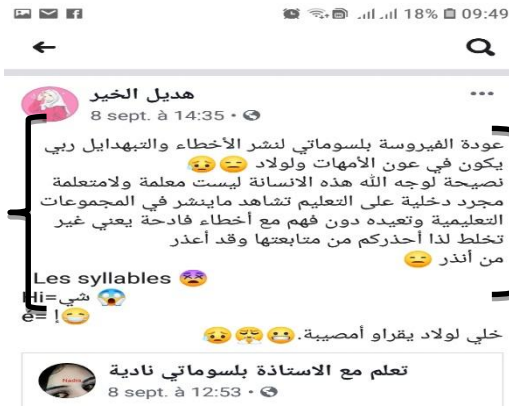 18% 09:49
هديل الخير
8 sept. à 14:35 •
عودة الفيروسة بلسوماتي لنشر الأخطاء والتبهدايل ربي
يكون في عون الأمهات ولولاد
نصيحة لوجه الله هذه الانسانة ليست معلمة ولامتعلمة
مجرد دخلية على التعليم تشاهد ماينشر في المجموعات
التعليمية وتعيده دون فهم مع أخطاء فادحة يعني غير
تخلط لذا أحذركم من متابعتها وقد أعذر
من أنذر
Les syllables
Hi=شي
é= !
خلي لولاد يقراو أمصيبة.
تعلم مع الاستاذة بلسوماتي نادية
Nadia
8 sept. à 12:53 •